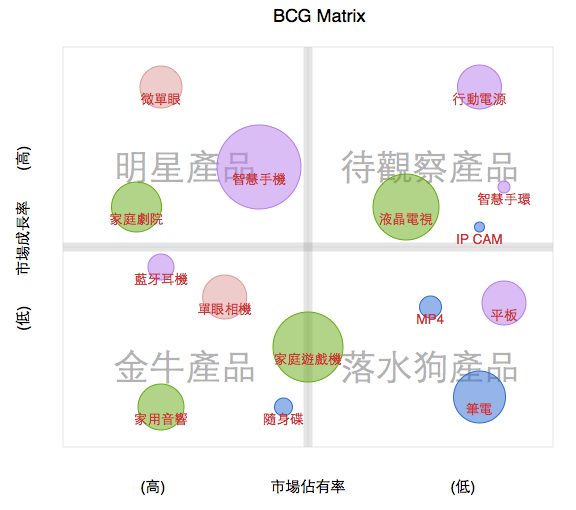 BCG Matrix
微單眼
行動電源
(高)
明星產品
待觀察產品
智慧手機
智慧手環
家庭劇院
液晶電視
IP CAM
市場成長率
藍牙耳機
單眼相機
平板
MP4
(低)
家庭遊戲機
金牛產品
落水狗產品
家用音響
隨身碟
筆電
(高)
市場佔有率
(低)